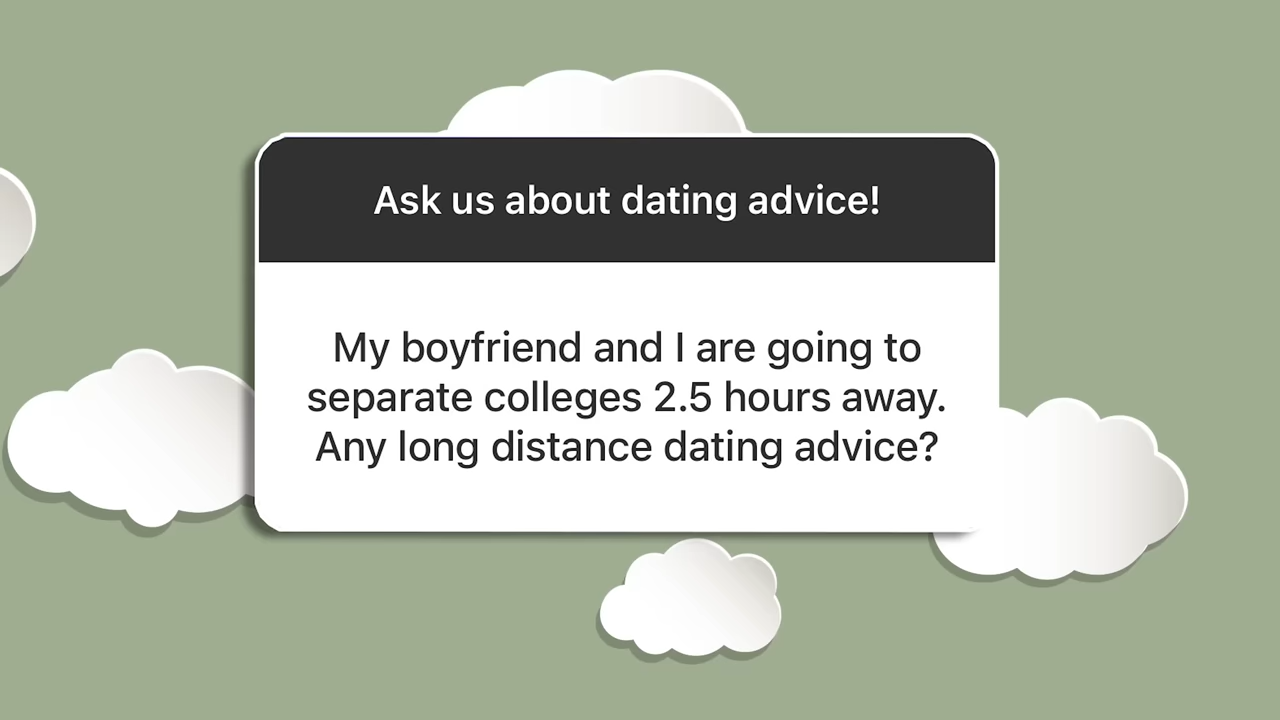 Ask us about dating advice!
My boyfriend and I are going to
separate colleges 2.5 hours away.
Any long distance dating advice?